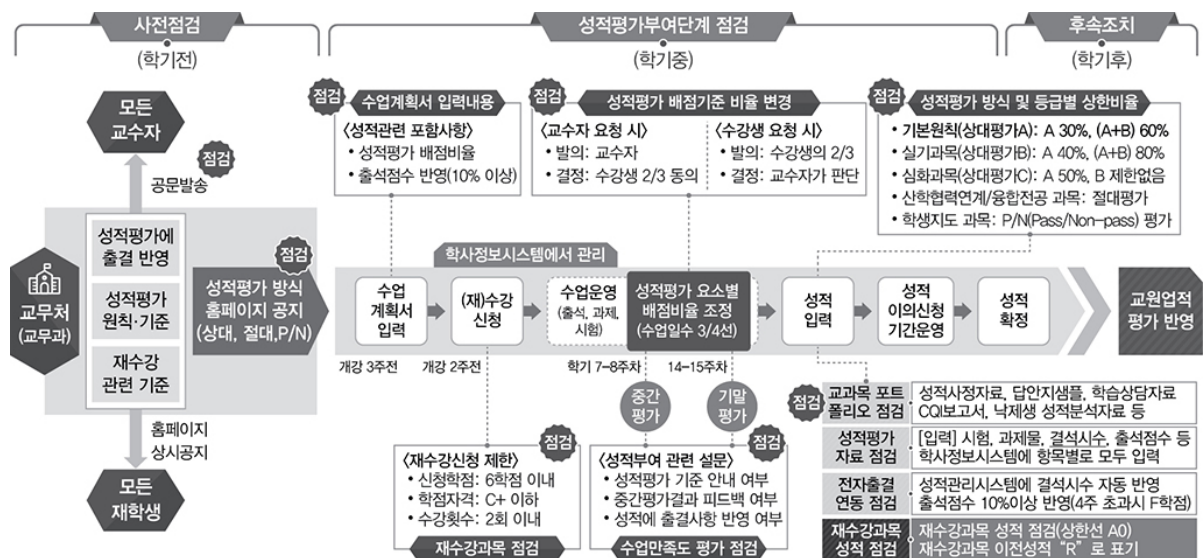 사전점검
(학기전)
성적평가부여단계 점검
(학기중)
후속조치
(학기후)
모든
교수자
점검
공문발송
교무처
(교무과)
성적평가에
출결 반영
성적평가
원칙·기준
재수강
관련 기준
점검
성적평가 방식
홈페이지 공지
(상대, 절대,P/N)
홈페이지
상시공지
모든
재학생
점검
수업계획서 입력내용
〈성적관련 포함사항〉
• 성적평가 배점비율
• 출석점수 반영(10% 이상)
점검
성적평가 배점기준 비율 변경
〈교수자 요청 시〉
• 발의: 교수자
• 결정: 수강생 2/3 동의
〈수강생 요청 시〉
• 발의: 수강생의 2/3
• 결정: 교수자가 판단
점검
성적평가 방식 및 등급별 상한비율
• 기본원칙(상대평가A): A 30%, (A+B) 60%
• 실기과목(상대평가B): A 40%, (A+B) 80%
• 심화과목(상대평가C): A 50%, B 제한없음
• 산학협력연계/융합전공 과목: 절대평가
• 학생지도 과목: P/N(Pass/Non-pass) 평가
학사정보시스템에서 관리
수업
계획서
입력
(재)수강
신청
수업운영
(출석, 과제,
시험)
성적평가 요소별
배점비율 조정
(수업일수 3/4선)
성적
입력
성적
이의신청
기간운영
성적
확정
교원업적
평가 반영
개강 3주전
개강 2주전
학기 7-8주차
14-15주차
중간
평가
기말
평가
점검
〈재수강신청 제한〉
• 신청학점: 6학점 이내
• 학점자격: C+ 이하
• 수강횟수: 2회 이내
재수강과목 점검
점검
〈성적부여 관련 설문〉
• 성적평가 기준 안내 여부
• 중간평가결과 피드백 여부
• 성적에 출결사항 반영 여부
수업만족도 평가 점검
점검
교과목 포트
폴리오 점검
성적사정자료, 답안지샘플, 학습상담자료
CQI보고서, 낙제생 성적분석자료 등
성적평가
자료 점검
[입력] 시험, 과제물, 결석시수, 출석점수 등
학사정보시스템에 항목별로 모두 입력
전자출결
연동 점검
성적관리시스템에 결석시수 자동 반영
출석점수 10%이상 반영(4주 초과시 F학점)
재수강과목
성적 점검
재수강과목 성적 점검(상한선 A0)
재수강과목 이전성적 “R” 로 표기